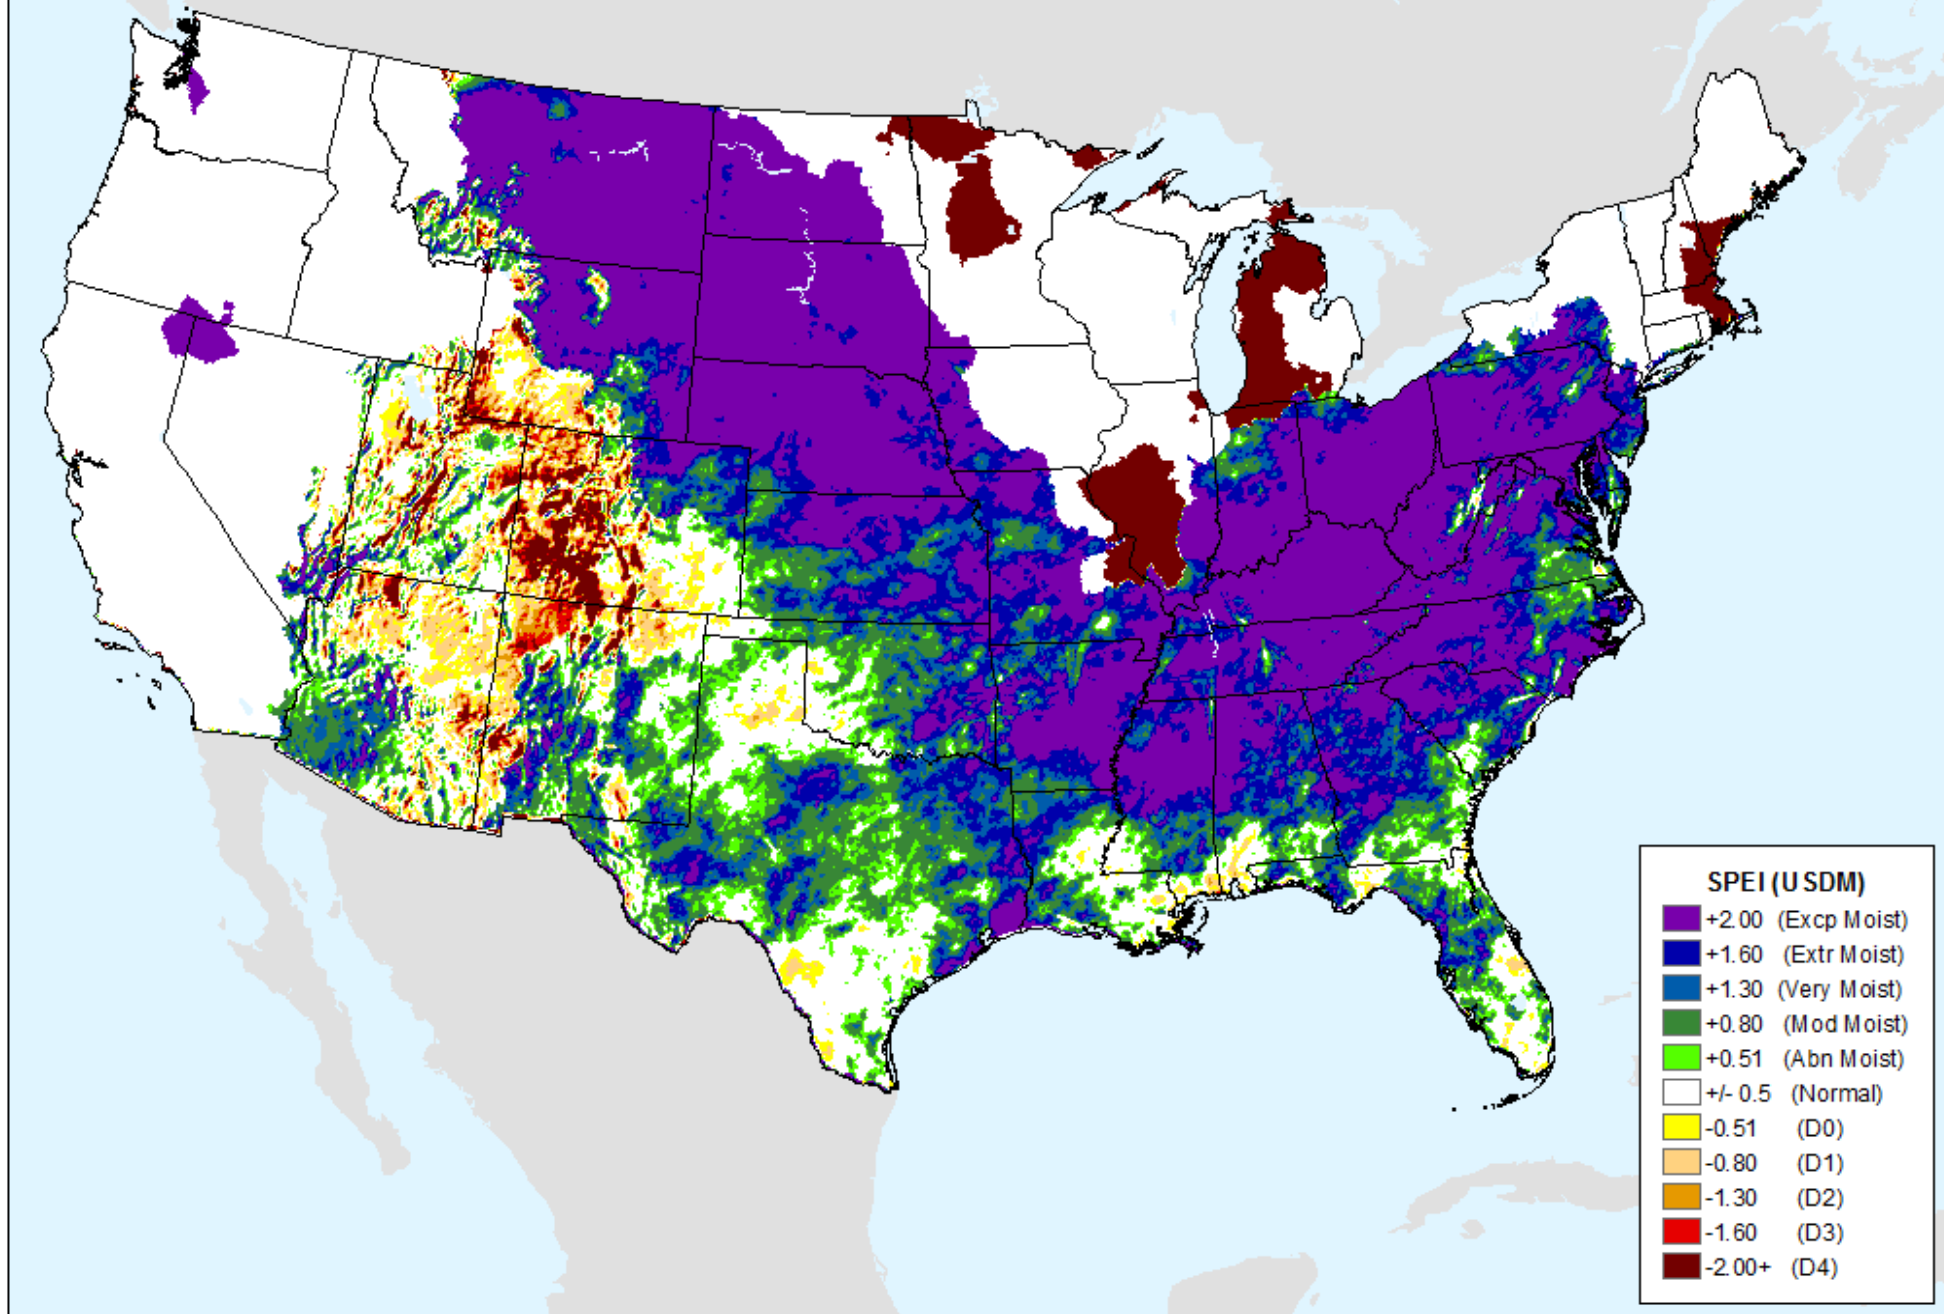 SPEI (USDM)
+2.00 (Excp Moist)
+1.60 (Extr Moist)
+1.30 (Very Moist)
+0.80 (Mod Moist)
+0.51 (Abn Moist)
+/- 0.5 (Normal)
-0.51 (D0)
-0.80 (D1)
-1.30 (D2)
-1.60 (D3)
-2.00+ (D4)